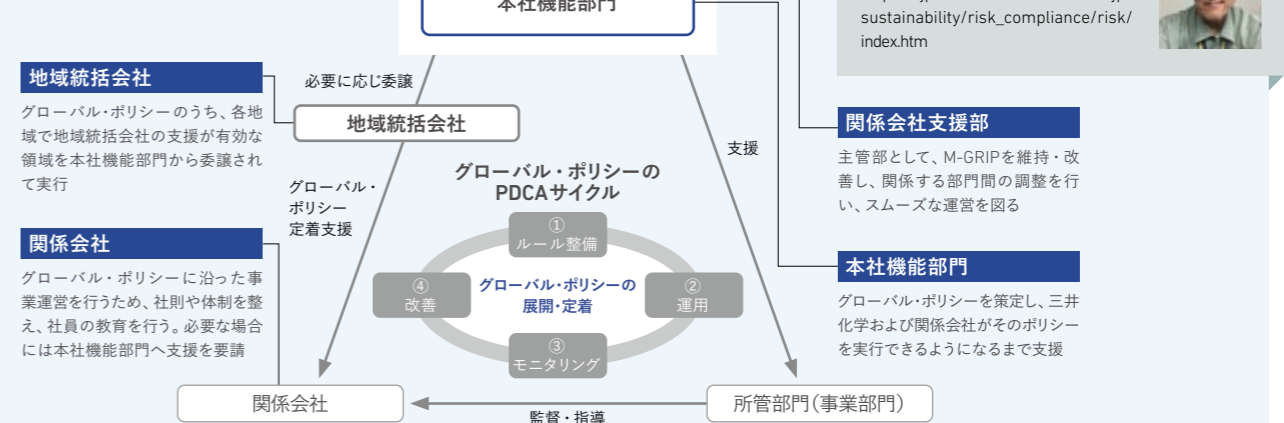 本社機能部門
sustainability/risk_compliance/risk/
index.htm
地域統括会社
グローバル・ポリシーのうち、各地
域で地域統括会社の支援が有効な
領域を本社機能部門から委譲され
て実行
関係会社
グローバル・ポリシーに沿った事
業運営を行うため、社則や体制を整
え、社員の教育を行う。必要な場合
には本社機能部門へ支援を要請
必要に応じ委譲
地域統括会社
グローバル・
ポリシー
定着支援
グローバル・ポリシーの
PDCAサイクル
①
ルール整備
④
改善
グローバル・ポリシーの
展開・定着
②
運用
③
モニタリング
支援
関係会社
監督・指導
所管部門(事業部門)
関係会社支援部
主管部として、M-GRIPを維持・改
善し、関係する部門間の調整を行
い、スムーズな運営を図る
本社機能部門
グローバル・ポリシーを策定し、三井
化学および関係会社がそのポリシー
を実行できるようになるまで支援